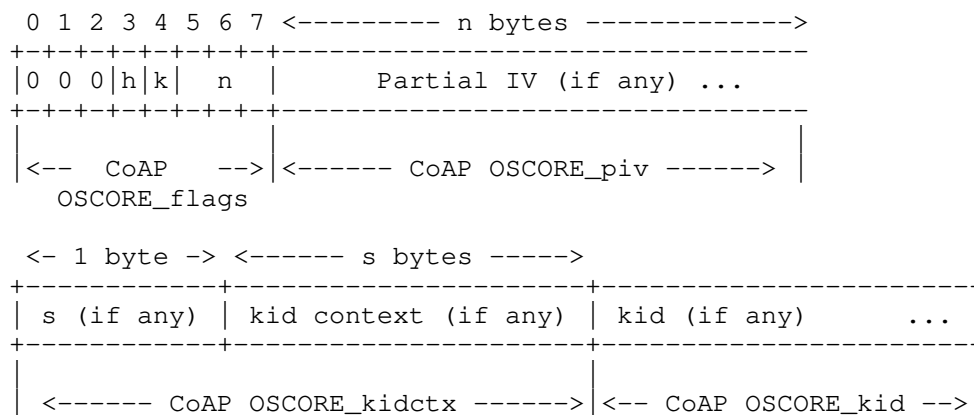 0 1 2 3 4 5 6 7 <--------- n bytes ------------->
+-+-+-+-+-+-+-+-+---------------------------------
|0 0 0|h|k|  n  |      Partial IV (if any) ...
+-+-+-+-+-+-+-+-+---------------------------------
|               |                                |
|<--  CoAP   -->|<------ CoAP OSCORE_piv ------> |
   OSCORE_flags

 <- 1 byte -> <------ s bytes ----->
+------------+----------------------+-----------------------+
| s (if any) | kid context (if any) | kid (if any)      ...
+------------+----------------------+-----------------------+
|                                   |
| <------ CoAP OSCORE_kidctx ------>|<-- CoAP OSCORE_kid -->